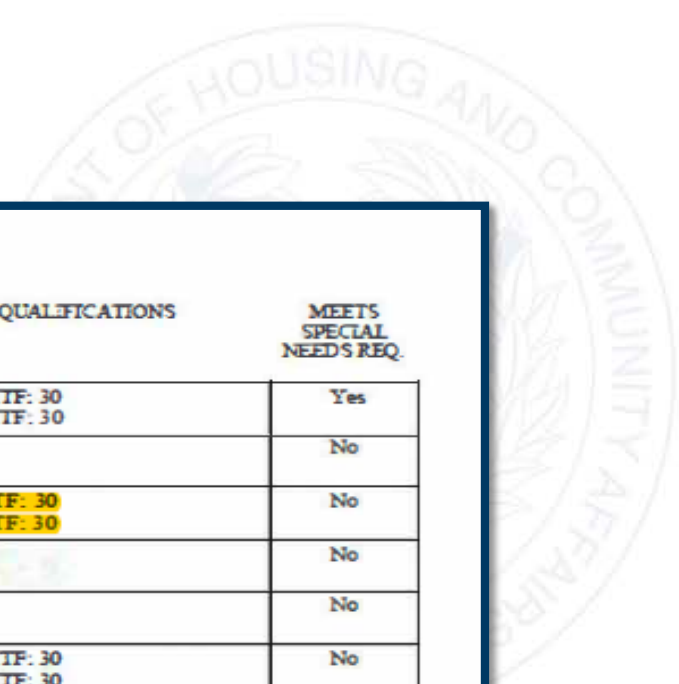 OF HOUSING AND COMMUNITY AFFAIRS
QUALIFICATIONS MEETS
SPECIAL
NEEDS REQ.
TF: 30 Yes
TF: 30
No
TF: 30 No
TF: 30
No
No
TF: 30 No
TF: 30